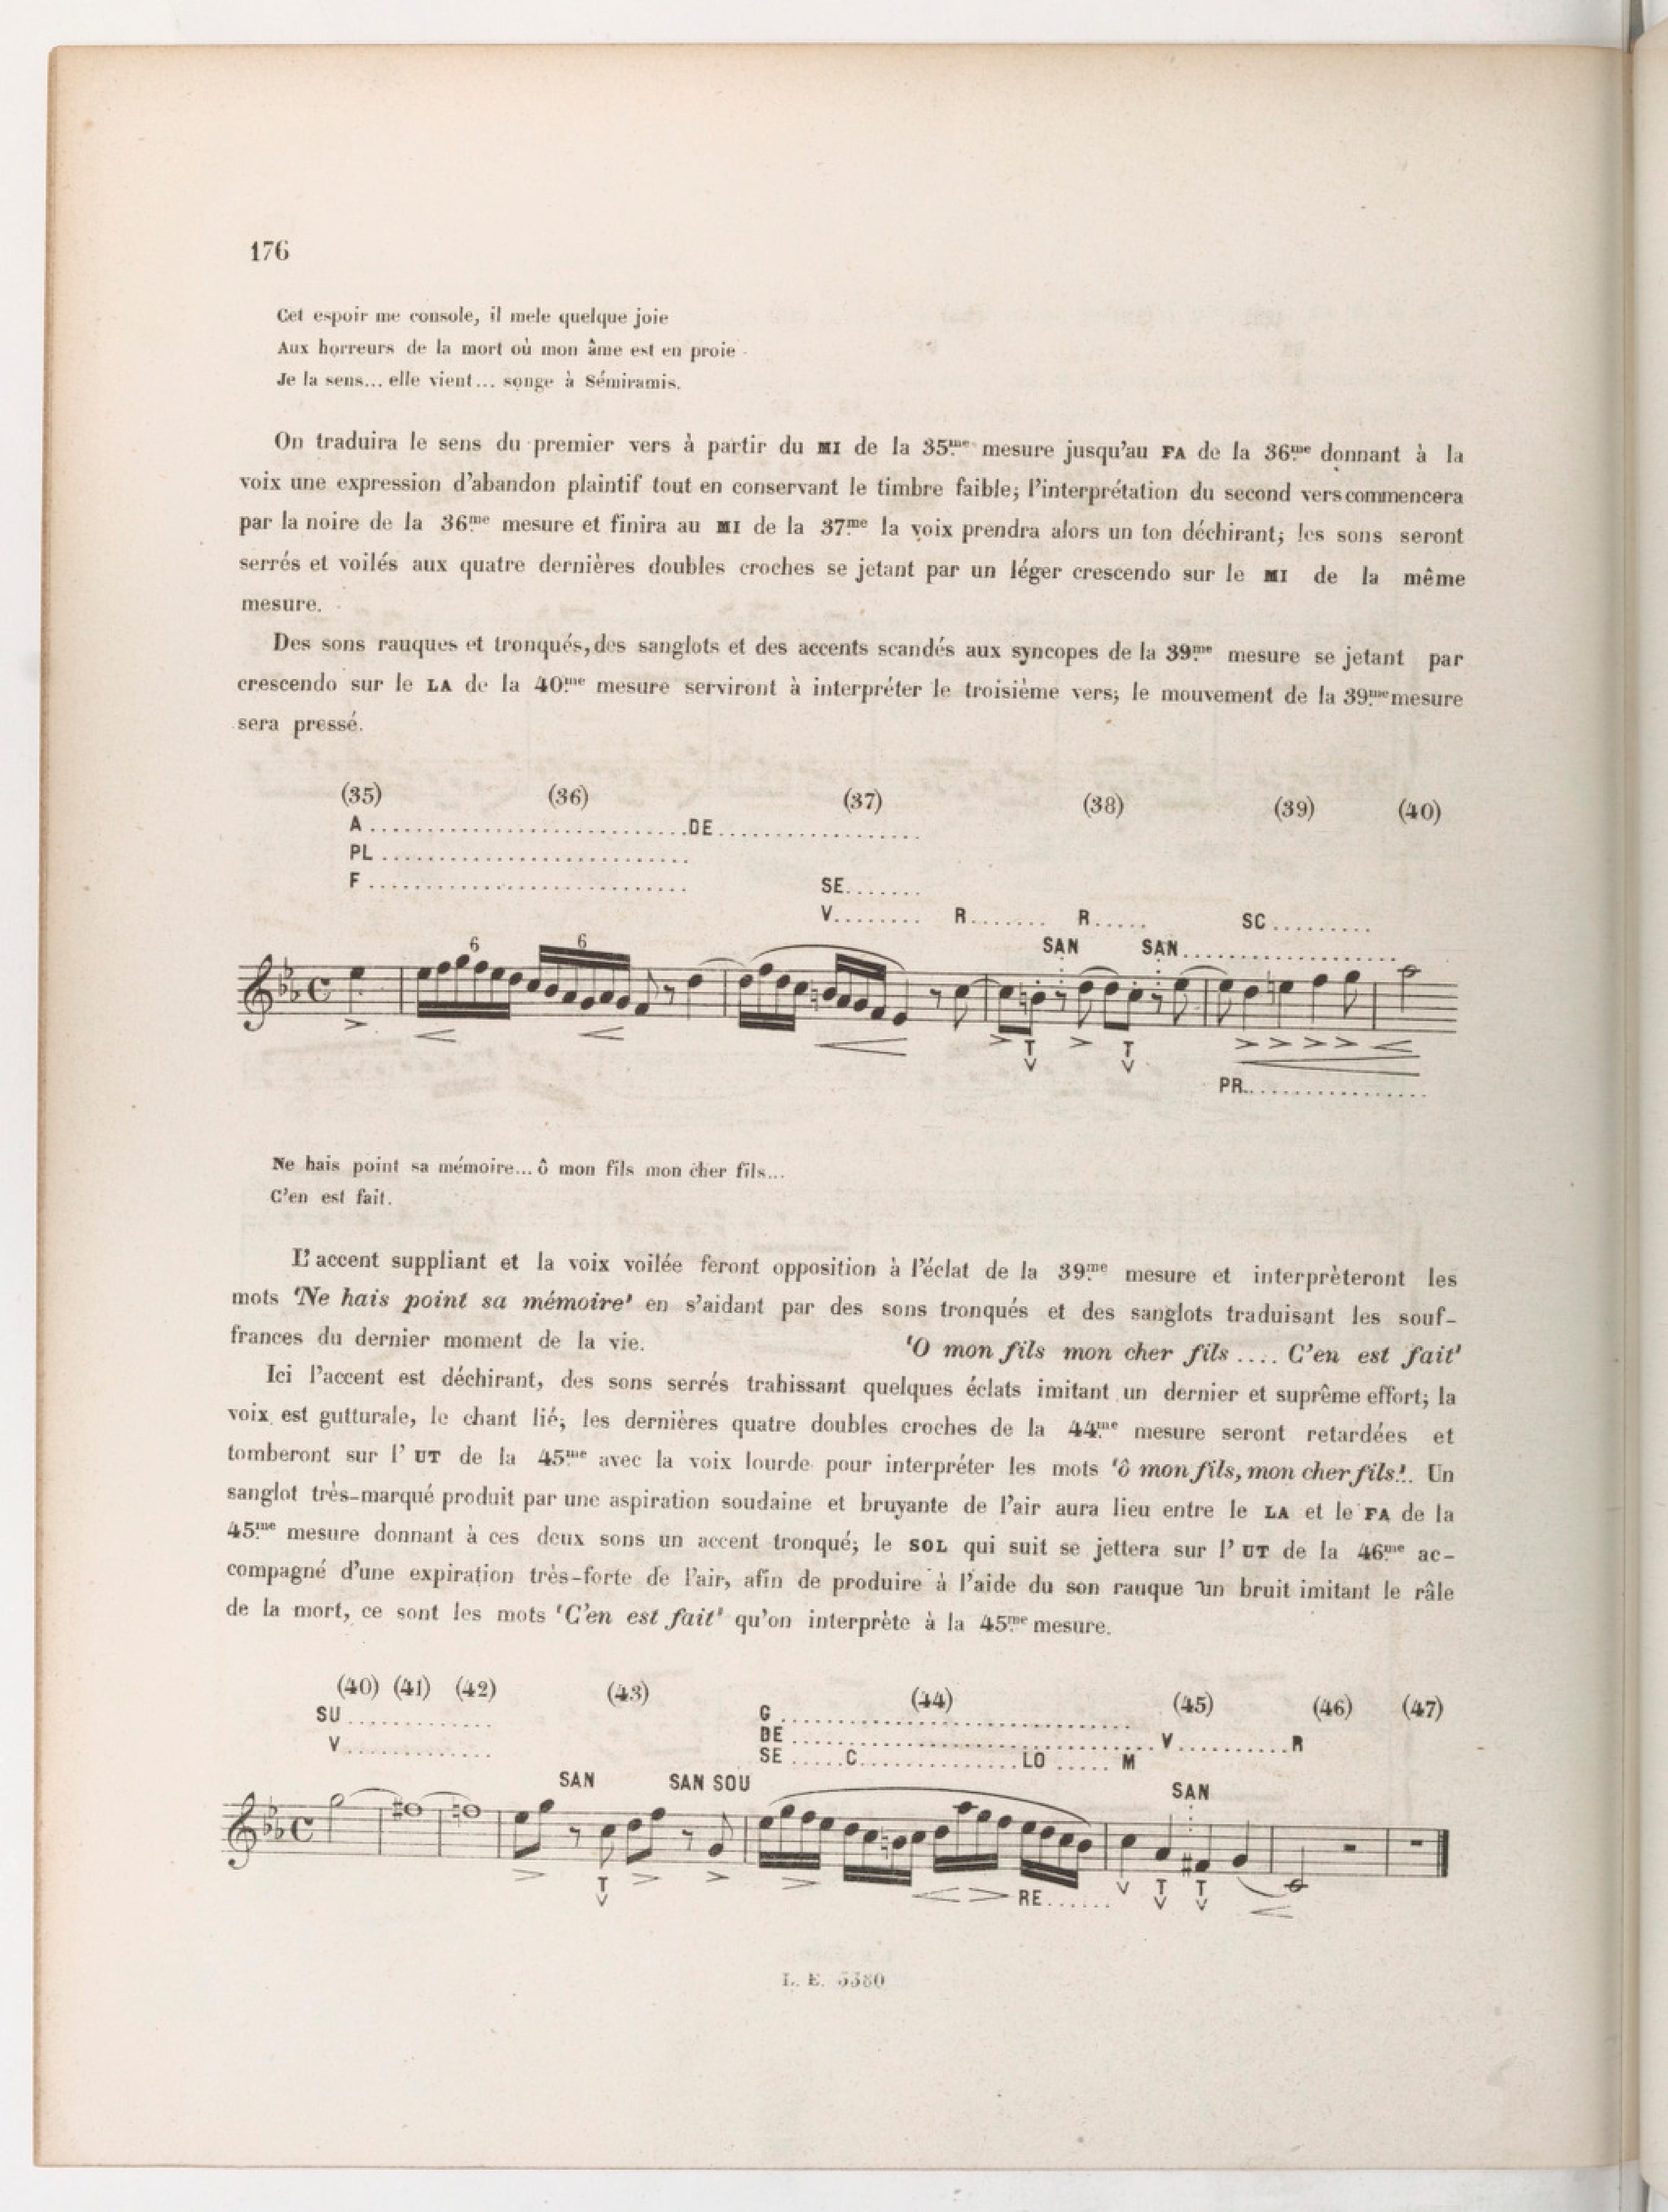 176
Cet espoir me console, il mele quelque joie
Aux horreurs de la mort où mon âme est en proie
Je la sens... elle vient... songe à Sémiramis.
On traduira le sens du premier vers à partir du MI de la 35.me mesure jusqu'au FA de la 36.me donnant à la
voix une expression d'abandon plaintif tout en conservant le timbre faible; l'interprétation du second vers commencera
par la noire de la 36.me mesure et finira au MI de la 37.me la voix prendra alors un ton déchirant; les sons seront
serrés et voilés aux quatre dernières doubles croches se jetant par un léger crescendo sur le MI de la même
mesure.
Des sons rauques et tronqués, des sanglots et des accents scandés aux syncopes de la 39.me mesure se jetant par
crescendo sur le LA de la 40.me mesure serviront à interpréter le troisième vers; le mouvement de la 39.me mesure
sera pressé.
(35) (36) (37) (38) (39) (40)
A.................................DE....................
PL................................
F.................................. SE.......
V......... R........ R..... SC..........
6 6 SAN SAN......................
T T
PR...................
Ne hais point sa mémoire... ô mon fils mon cher fils...
C'en est fait.
L'accent suppliant et la voix voilée feront opposition à l'éclat de la 39.me mesure et interprèteront les
mots 'Ne hais point sa mémoire' en s'aidant par des sons tronqués et des sanglots traduisant les souf-
frances du dernier moment de la vie. 'O mon fils mon cher fils.... C'en est fait'
Ici l'accent est déchirant, des sons serrés trahissant quelques éclats imitant un dernier et suprême effort; la
voix est gutturale, le chant lié; les dernières quatre doubles croches de la 44.me mesure seront retardées et
tomberont sur l'UT de la 45.me avec la voix lourde pour interpréter les mots 'ô mon fils, mon cher fils!.. Un
sanglot très-marqué produit par une aspiration soudaine et bruyante de l'air aura lieu entre le LA et le FA de la
45.me mesure donnant à ces deux sons un accent tronqué; le SOL qui suit se jettera sur l'UT de la 46.me ac-
compagné d'une expiration très-forte de l'air, afin de produire à l'aide du son rauque un bruit imitant le râle
de la mort, ce sont les mots 'C'en est fait' qu'on interprète à la 45.me mesure.
(40) (41) (42) (43) (44) (45) (46) (47)
SU............... G...................................
V................ DE.......................................V............R
SE.....C................LO......M
SAN SAN SOU SAN
T RE....... T T
L. E. 5380